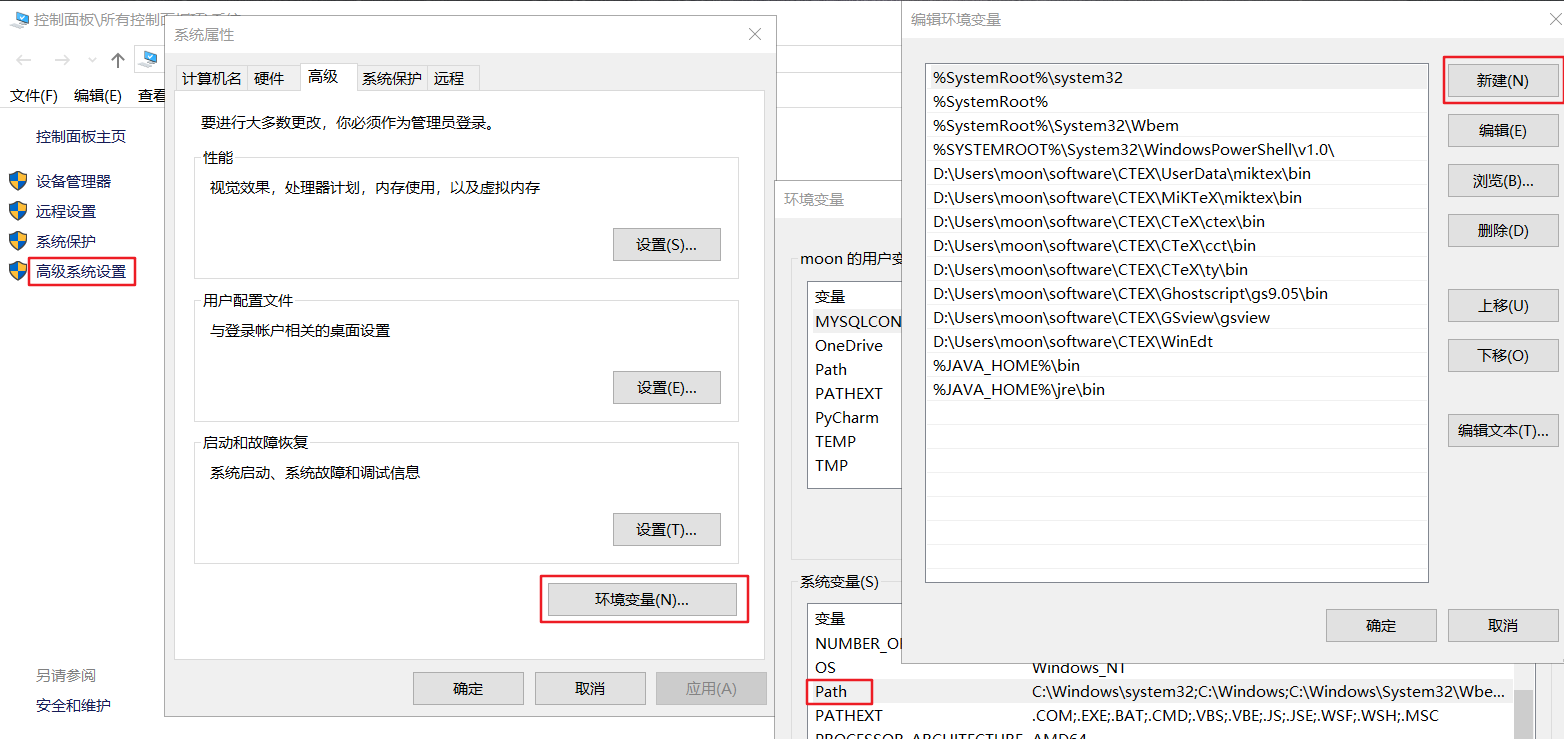 控制面板\所有控制面板项\系统
文件(F) 编辑(E) 查看
控制面板主页
设备管理器
远程设置
系统保护
高级系统设置
另请参阅
安全和维护
系统属性
计算机名 硬件 高级 系统保护 远程
要进行大多数更改，你必须作为管理员登录。
性能
视觉效果，处理器计划，内存使用，以及虚拟内存
设置(S)...
用户配置文件
与登录帐户相关的桌面设置
设置(E)...
启动和故障恢复
系统启动、系统故障和调试信息
设置(T)...
环境变量(N)...
确定 取消 应用(A)
环境变量
moon 的用户变
变量
MYSQLCON
OneDrive
Path
PATHEXT
PyCharm
TEMP
TMP
系统变量(S)
变量
NUMBER_O
OS Windows_NT
Path C:\Windows\system32;C:\Windows;C:\Windows\System32\Wbe...
PATHEXT .COM;.EXE;.BAT;.CMD;.VBS;.VBE;.JS;.JSE;.WSF;.WSH;.MSC
PROCESSOR_ARCHITECTURE AMD64
编辑环境变量
%SystemRoot%\system32
%SystemRoot%
%SystemRoot%\System32\Wbem
%SYSTEMROOT%\System32\WindowsPowerShell\v1.0\
D:\Users\moon\software\CTEX\UserData\miktex\bin
D:\Users\moon\software\CTEX\MiKTeX\miktex\bin
D:\Users\moon\software\CTEX\CTeX\ctex\bin
D:\Users\moon\software\CTEX\CTeX\cct\bin
D:\Users\moon\software\CTEX\CTeX\ty\bin
D:\Users\moon\software\CTEX\Ghostscript\gs9.05\bin
D:\Users\moon\software\CTEX\GSview\gsview
D:\Users\moon\software\CTEX\WinEdt
%JAVA_HOME%\bin
%JAVA_HOME%\jre\bin
新建(N)
编辑(E)
浏览(B)...
删除(D)
上移(U)
下移(O)
编辑文本(T)...
确定 取消